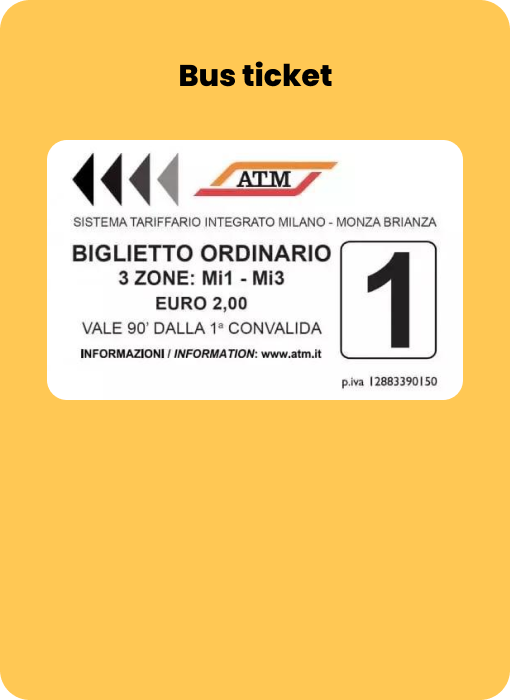 Bus ticket
ATM
SISTEMA TARIFFARIO INTEGRATO MILANO - MONZA BRIANZA
BIGLIETTO ORDINARIO
3 ZONE: Mi1 - Mi3
EURO 2,00
VALE 90’ DALLA 1ª CONVALIDA
INFORMAZIONI / INFORMATION: www.atm.it
1
p.iva 12883390150